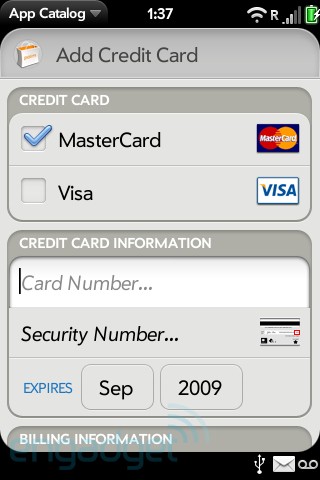 App Catalog
1:37
R
Add Credit Card
CREDIT CARD
MasterCard
MasterCard
Visa
VISA
CREDIT CARD INFORMATION
Card Number...
Security Number...
EXPIRES
Sep
2009
BILLING INFORMATION
engadget